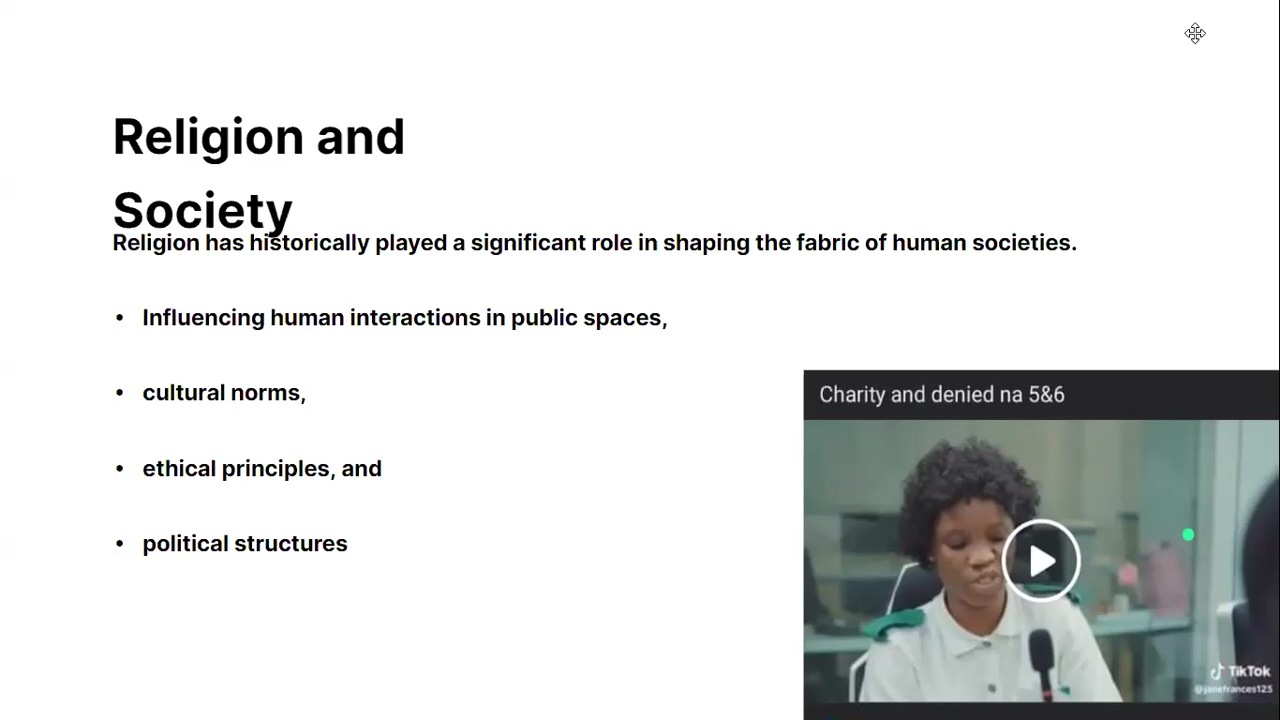 Religion and
Society
Religion has historically played a significant role in shaping the fabric of human societies.
• Influencing human interactions in public spaces,
• cultural norms,
• ethical principles, and
• political structures
Charity and denied na 5&6
TikTok
@janefrances125